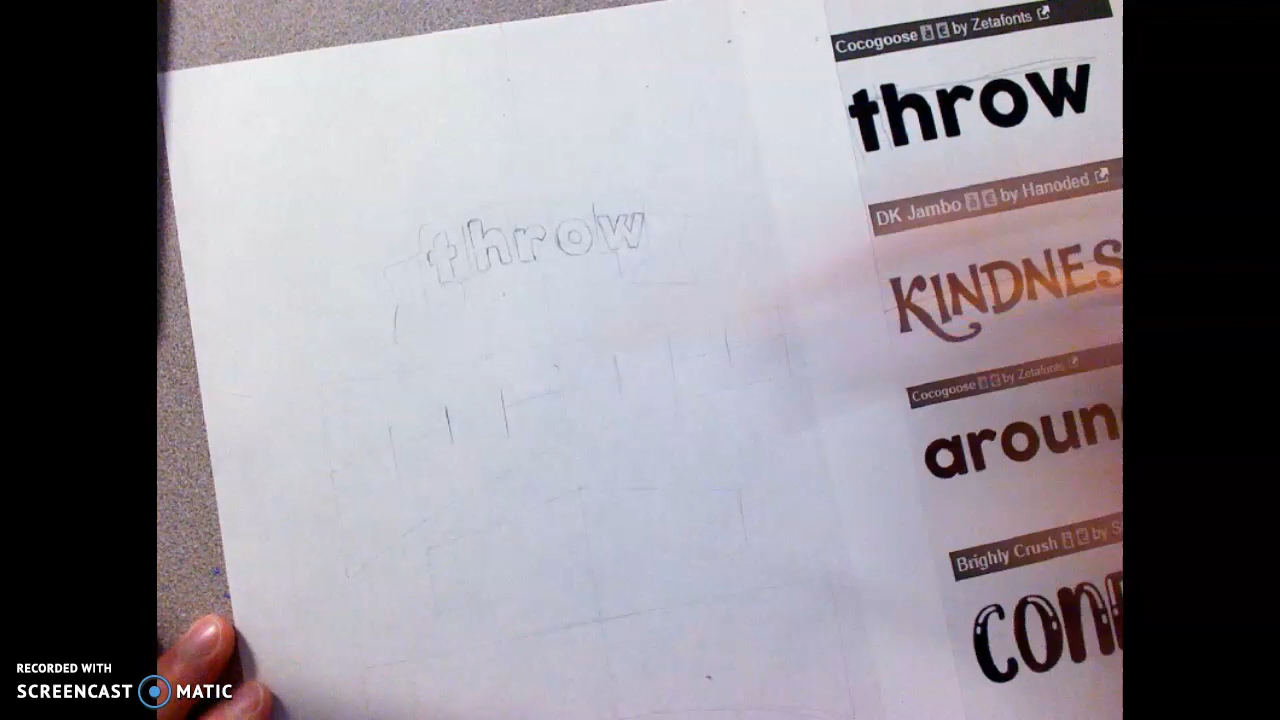 Cocogoose by Zetafonts
throw
throw
DK Jambo by Hanoded
KINDNES
Cocogoose by Zetafonts
aroun
Brighly Crush by S
con
RECORDED WITH
SCREENCAST MATIC